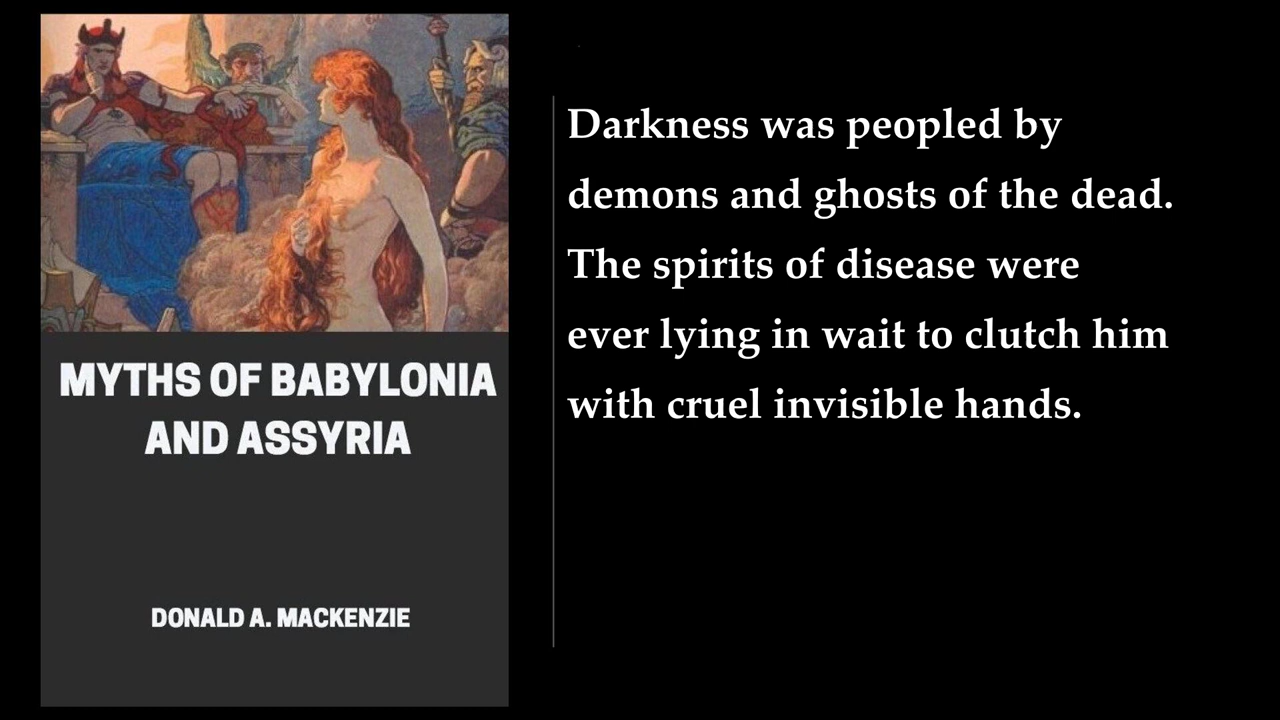 MYTHS OF BABYLONIA
AND ASSYRIA
DONALD A. MACKENZIE
Darkness was peopled by
demons and ghosts of the dead.
The spirits of disease were
ever lying in wait to clutch him
with cruel invisible hands.